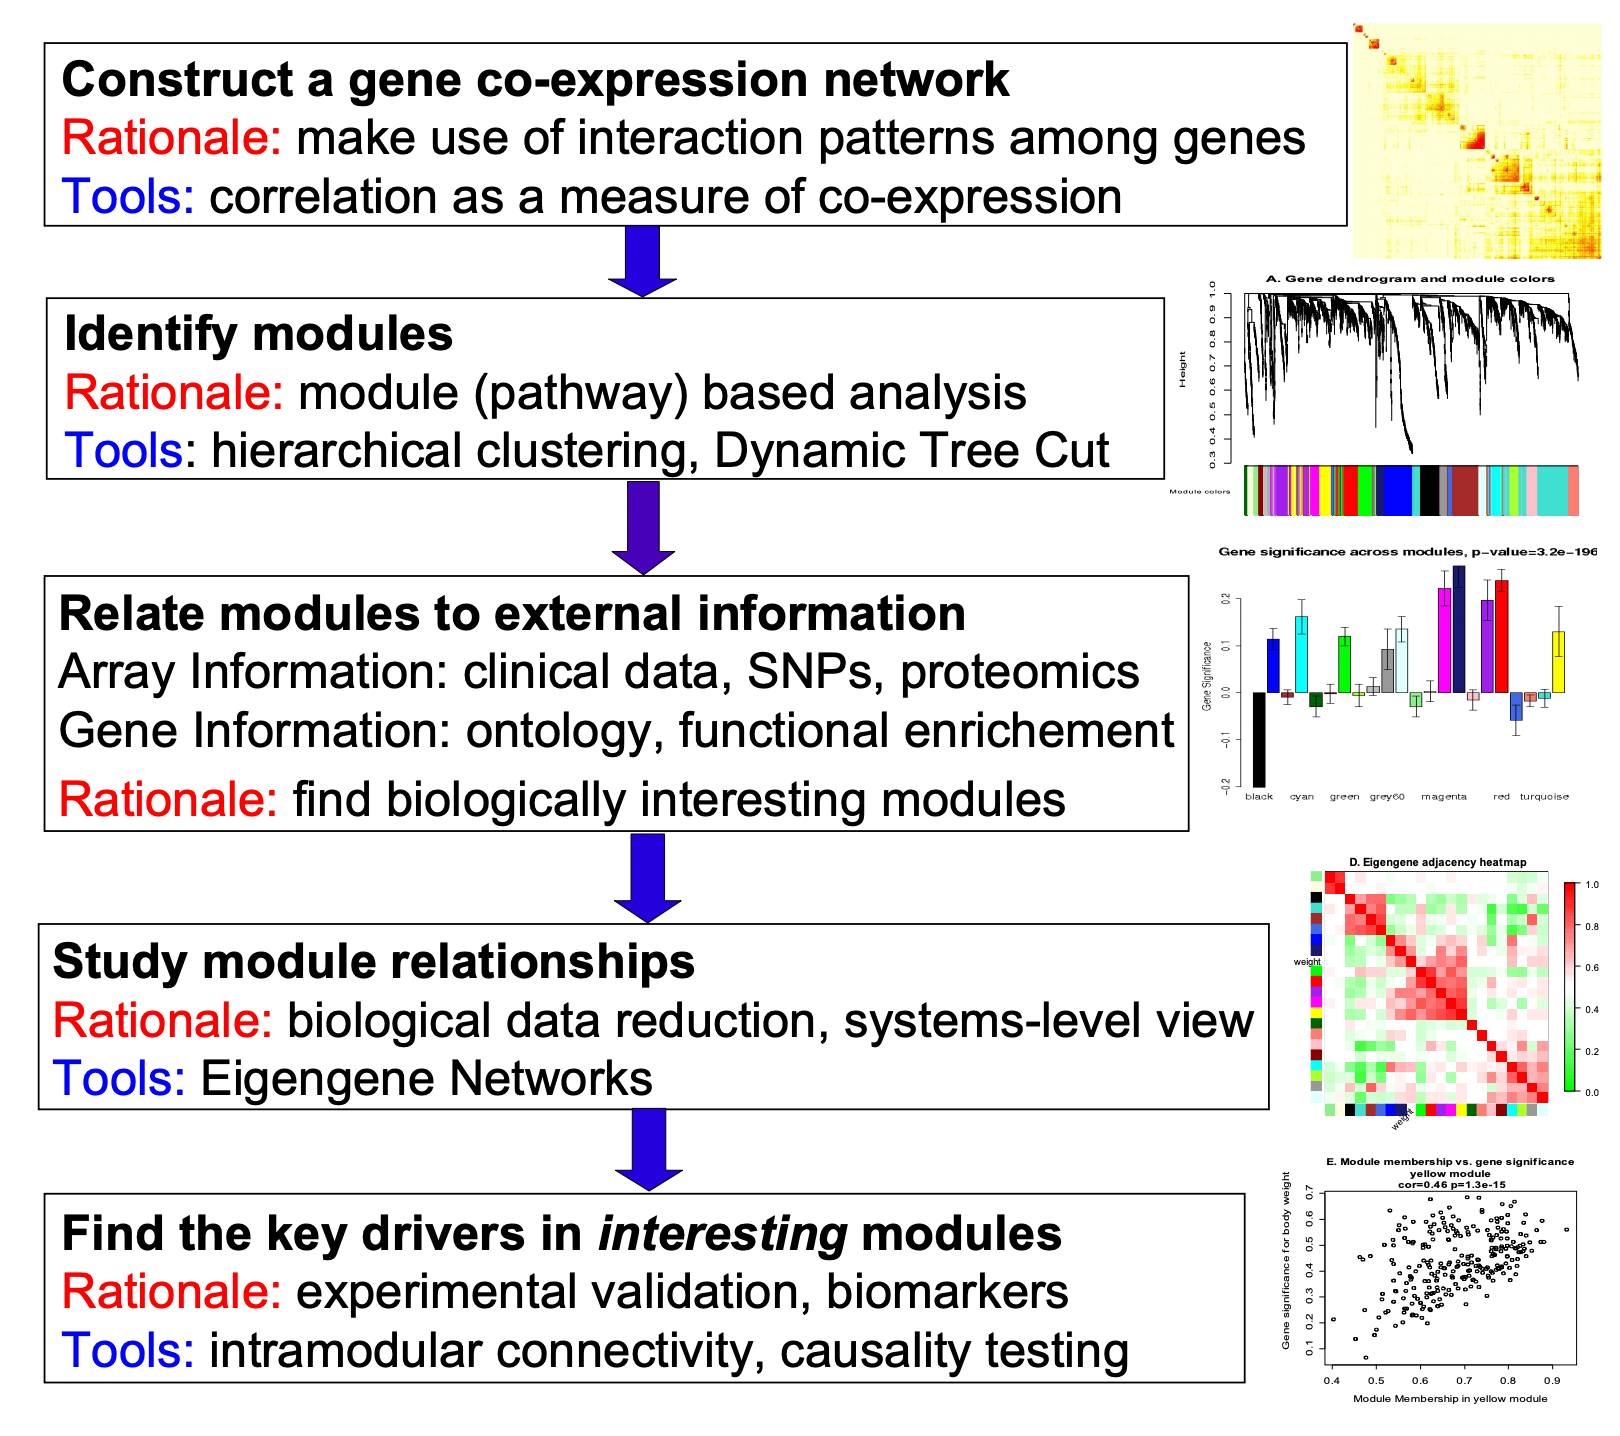 Construct a gene co-expression network
Rationale: make use of interaction patterns among genes
Tools: correlation as a measure of co-expression
A. Gene dendrogram and module colors
Height
1.0
0.9
0.8
0.7
0.6
0.5
0.4
0.3
Module colors
Identify modules
Rationale: module (pathway) based analysis
Tools: hierarchical clustering, Dynamic Tree Cut
Gene significance across modules, p-value=3.2e-196
Gene Significance
0.2
0.1
0.0
-0.1
-0.2
black cyan green grey60 magenta red turquoise
Relate modules to external information
Array Information: clinical data, SNPs, proteomics
Gene Information: ontology, functional enrichement
Rationale: find biologically interesting modules
D. Eigengene adjacency heatmap
weight
weight
1.0
0.8
0.6
0.4
0.2
0.0
Study module relationships
Rationale: biological data reduction, systems-level view
Tools: Eigengene Networks
E. Module membership vs. gene significance
yellow module
cor=0.46 p=1.3e-15
Gene significance for body weight
0.7
0.6
0.5
0.4
0.3
0.2
0.1
0.4 0.5 0.6 0.7 0.8 0.9
Module Membership in yellow module
Find the key drivers in interesting modules
Rationale: experimental validation, biomarkers
Tools: intramodular connectivity, causality testing